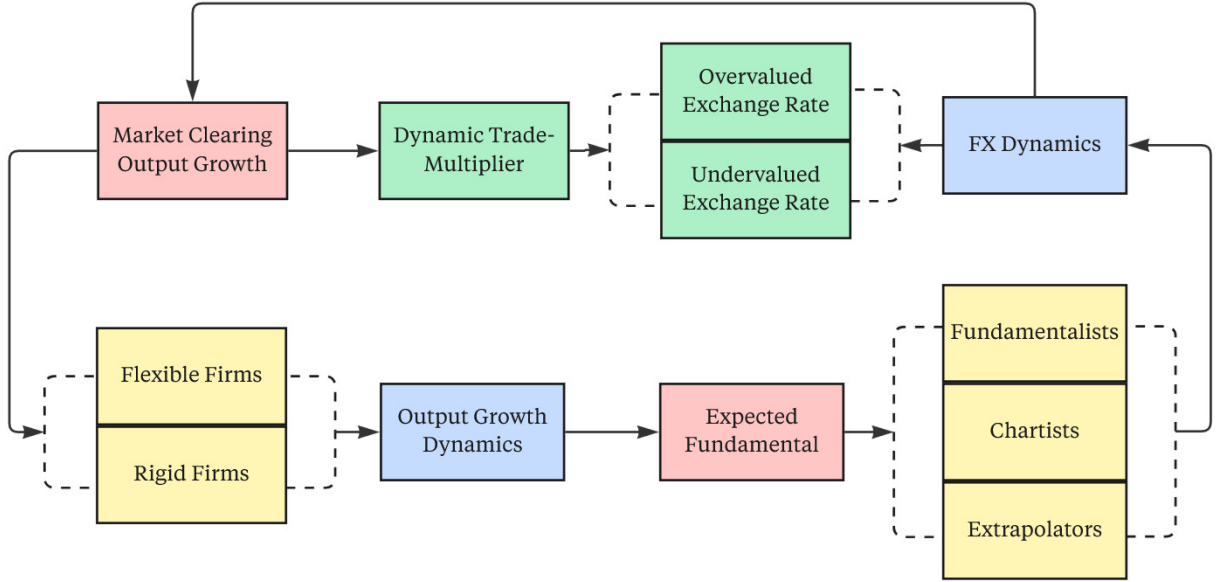 Market Clearing
Output Growth
Dynamic Trade-
Multiplier
Overvalued
Exchange Rate
Undervalued
Exchange Rate
FX Dynamics
Flexible Firms
Rigid Firms
Output Growth
Dynamics
Expected
Fundamental
Fundamentalists
Chartists
Extrapolators